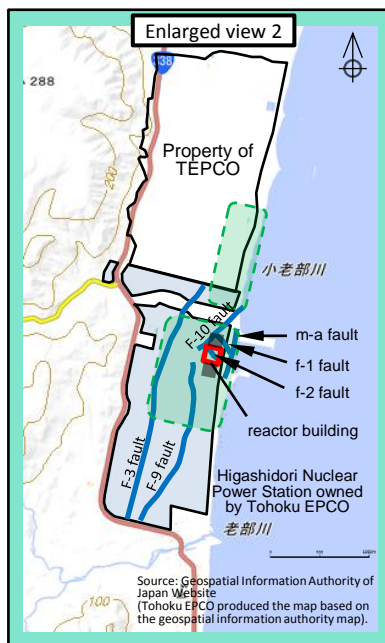 Enlarged view 2
338
288
200
Property of
TEPCO
小老部川
F-10 fault
m-a fault
f-1 fault
f-2 fault
reactor building
F-3 fault
F-9 fault
Higashidori Nuclear
Power Station owned
by Tohoku EPCO
老部川
100
Source: Geospatial Information Authority of
Japan Website
(Tohoku EPCO produced the map based on
the geospatial information authority map).